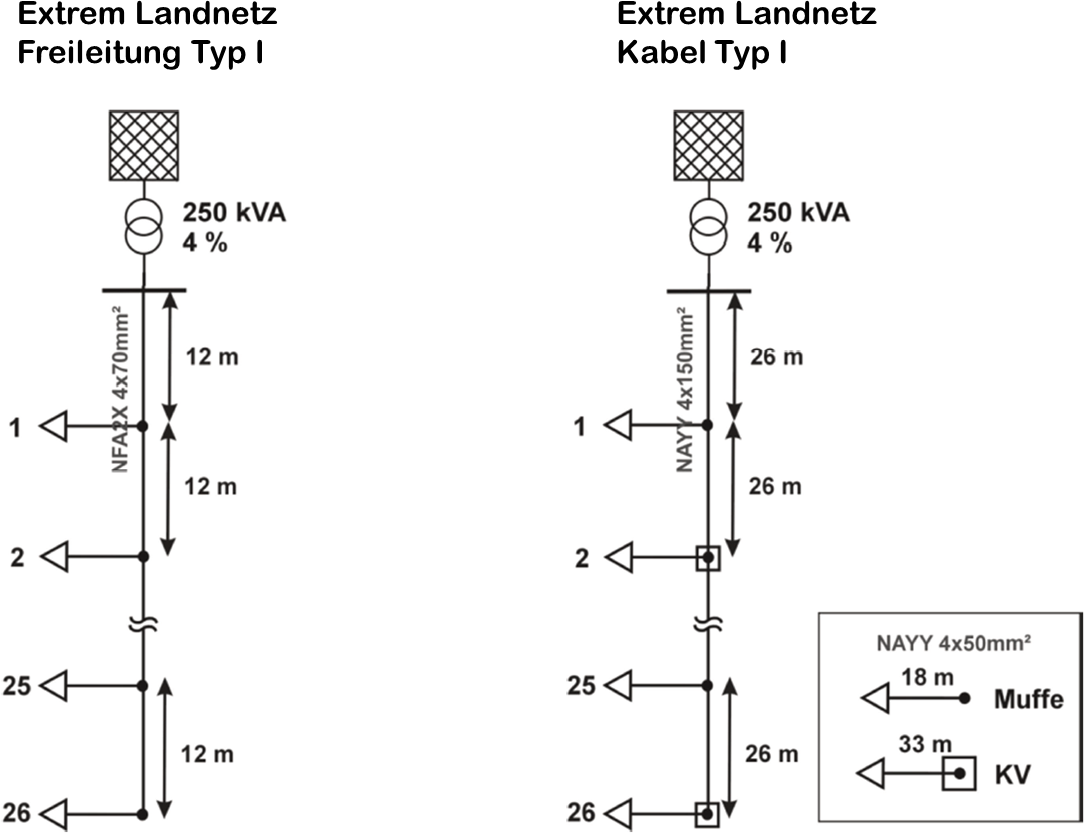 Extrem Landnetz
Freileitung Typ I
250 kVA
4 %
NFA2X 4x70mm²
12 m
1
12 m
2
25
12 m
26
Extrem Landnetz
Kabel Typ I
250 kVA
4 %
NAYY 4x150mm²
26 m
1
26 m
2
25
26 m
26
NAYY 4x50mm²
18 m
Muffe
33 m
KV